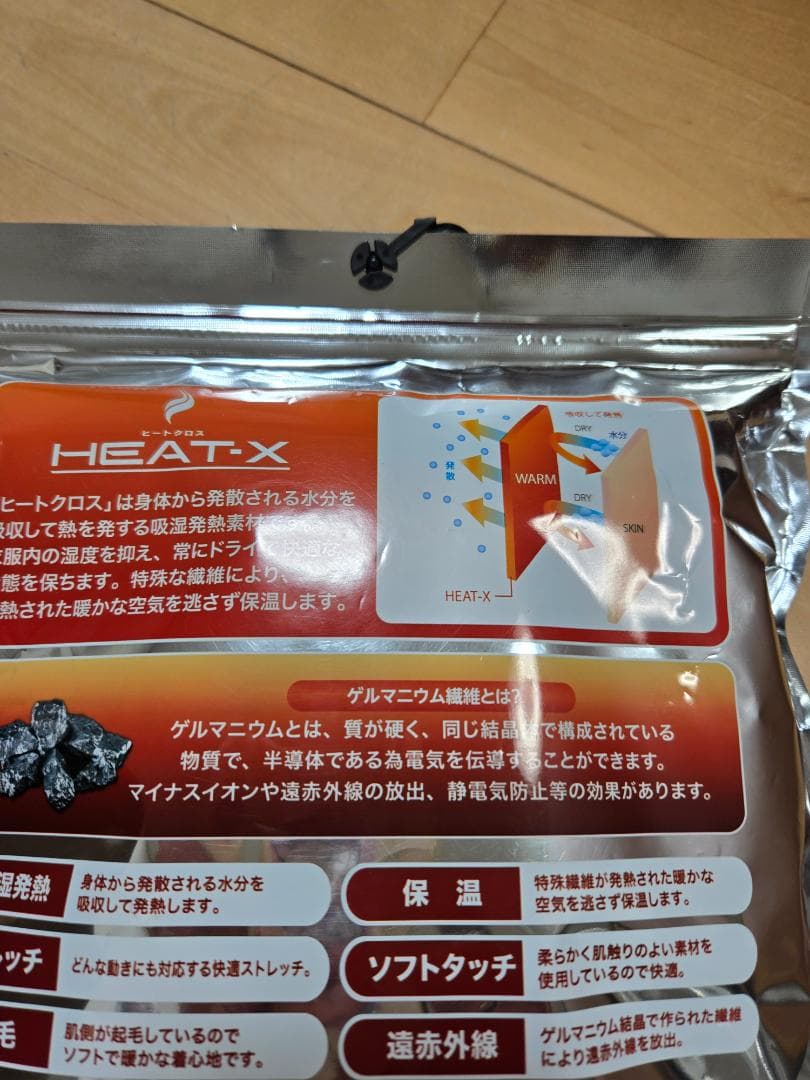 ヒートクロス
HEAT-X
ヒートクロス」は身体から発散される水分を
吸収して熱を発する吸湿発熱素材です。
服内の湿度を抑え、常にドライで快適な
態を保ちます。特殊な繊維により、
熱された暖かな空気を逃さず保温します。
吸収して発熱
DRY
水分
発散
WARM
DRY
SKIN
HEAT-X
ゲルマニウム繊維とは?
ゲルマニウムとは、質が硬く、同じ結晶体で構成されている
物質で、半導体である為電気を伝導することができます。
マイナスイオンや遠赤外線の放出、静電気防止等の効果があります。
湿発熱
身体から発散される水分を
吸収して発熱します。
保温
特殊繊維が発熱された暖かな
空気を逃さず保温します。
ッチ
どんな動きにも対応する快適ストレッチ。
ソフトタッチ
柔らかく肌触りのよい素材を
使用しているので快適。
毛
肌側が起毛しているので
ソフトで暖かな着心地です。
遠赤外線
ゲルマニウム結晶で作られた繊維
により遠赤外線を放出。